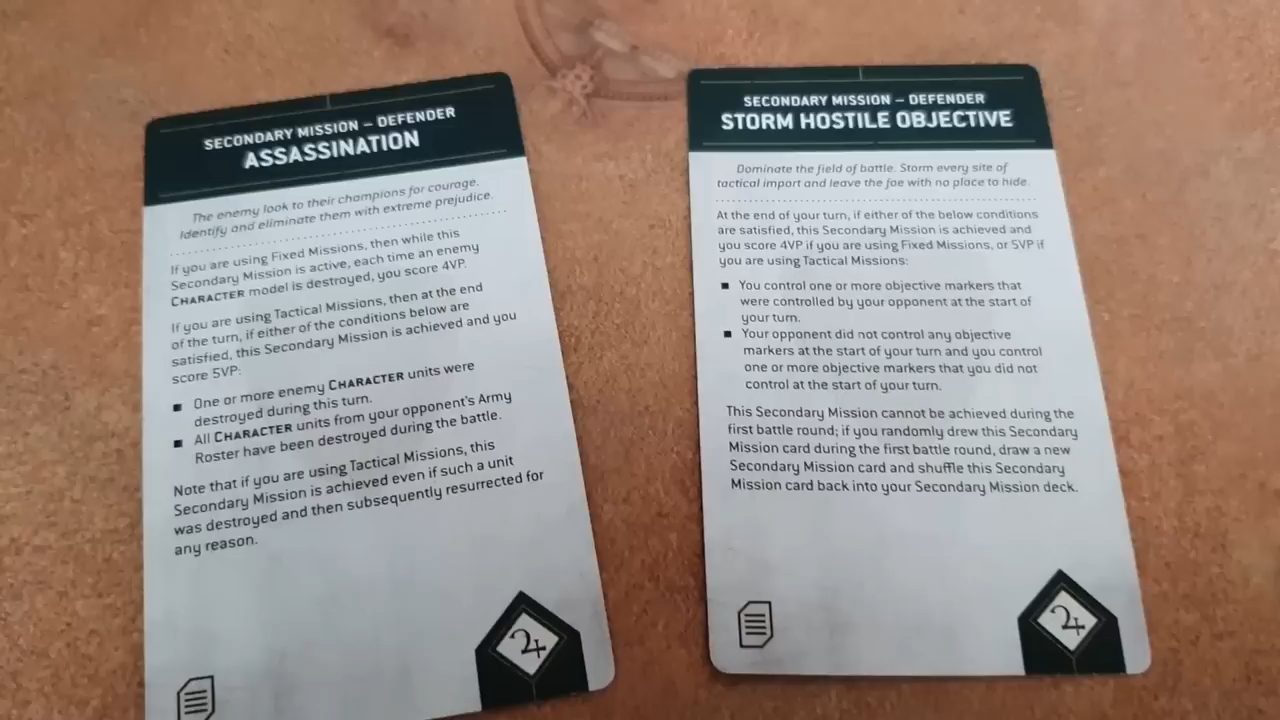 SECONDARY MISSION – DEFENDER
ASSASSINATION
The enemy look to their champions for courage.
Identify and eliminate them with extreme prejudice.
If you are using Fixed Missions, then while this
Secondary Mission is active, each time an enemy
CHARACTER model is destroyed, you score 4VP.
If you are using Tactical Missions, then at the end
of the turn, if either of the conditions below are
satisfied, this Secondary Mission is achieved and you
score 5VP:
■ One or more enemy CHARACTER units were
destroyed during this turn.
■ All CHARACTER units from your opponent's Army
Roster have been destroyed during the battle.
Note that if you are using Tactical Missions, this
Secondary Mission is achieved even if such a unit
was destroyed and then subsequently resurrected for
any reason.
SECONDARY MISSION – DEFENDER
STORM HOSTILE OBJECTIVE
Dominate the field of battle. Storm every site of
tactical import and leave the foe with no place to hide.
At the end of your turn, if either of the below conditions
are satisfied, this Secondary Mission is achieved and
you score 4VP if you are using Fixed Missions, or 5VP if
you are using Tactical Missions:
■ You control one or more objective markers that
were controlled by your opponent at the start of
your turn.
■ Your opponent did not control any objective
markers at the start of your turn and you control
one or more objective markers that you did not
control at the start of your turn.
This Secondary Mission cannot be achieved during the
first battle round; if you randomly drew this Secondary
Mission card during the first battle round, draw a new
Secondary Mission card and shuffle this Secondary
Mission card back into your Secondary Mission deck.